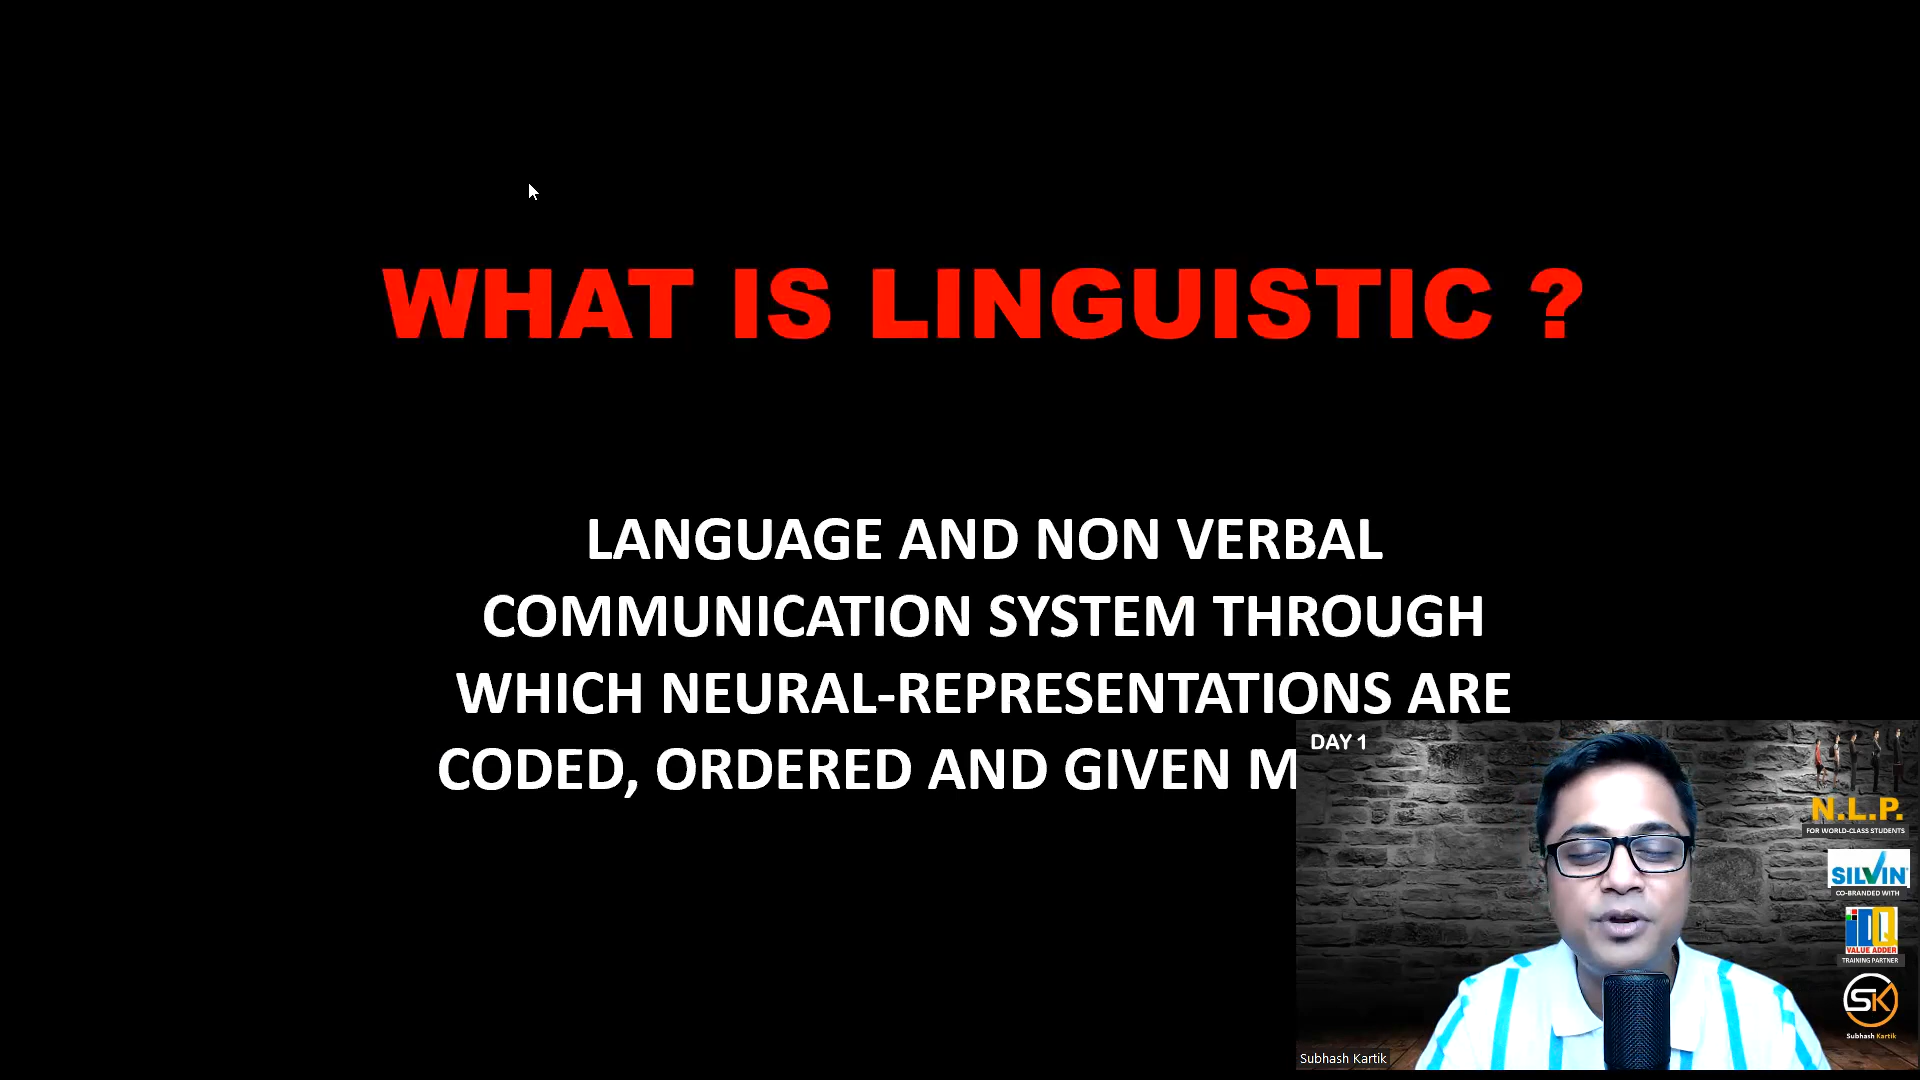 WHAT IS LINGUISTIC ?
LANGUAGE AND NON VERBAL
COMMUNICATION SYSTEM THROUGH
WHICH NEURAL-REPRESENTATIONS ARE
CODED, ORDERED AND GIVEN M
DAY 1
N.L.P.
FOR WORLD-CLASS STUDENTS
SILVIN
CO-BRANDED WITH
IDQ
VALUE ADDER
TRAINING PARTNER
SK
Subhash Kartik
Subhash Kartik